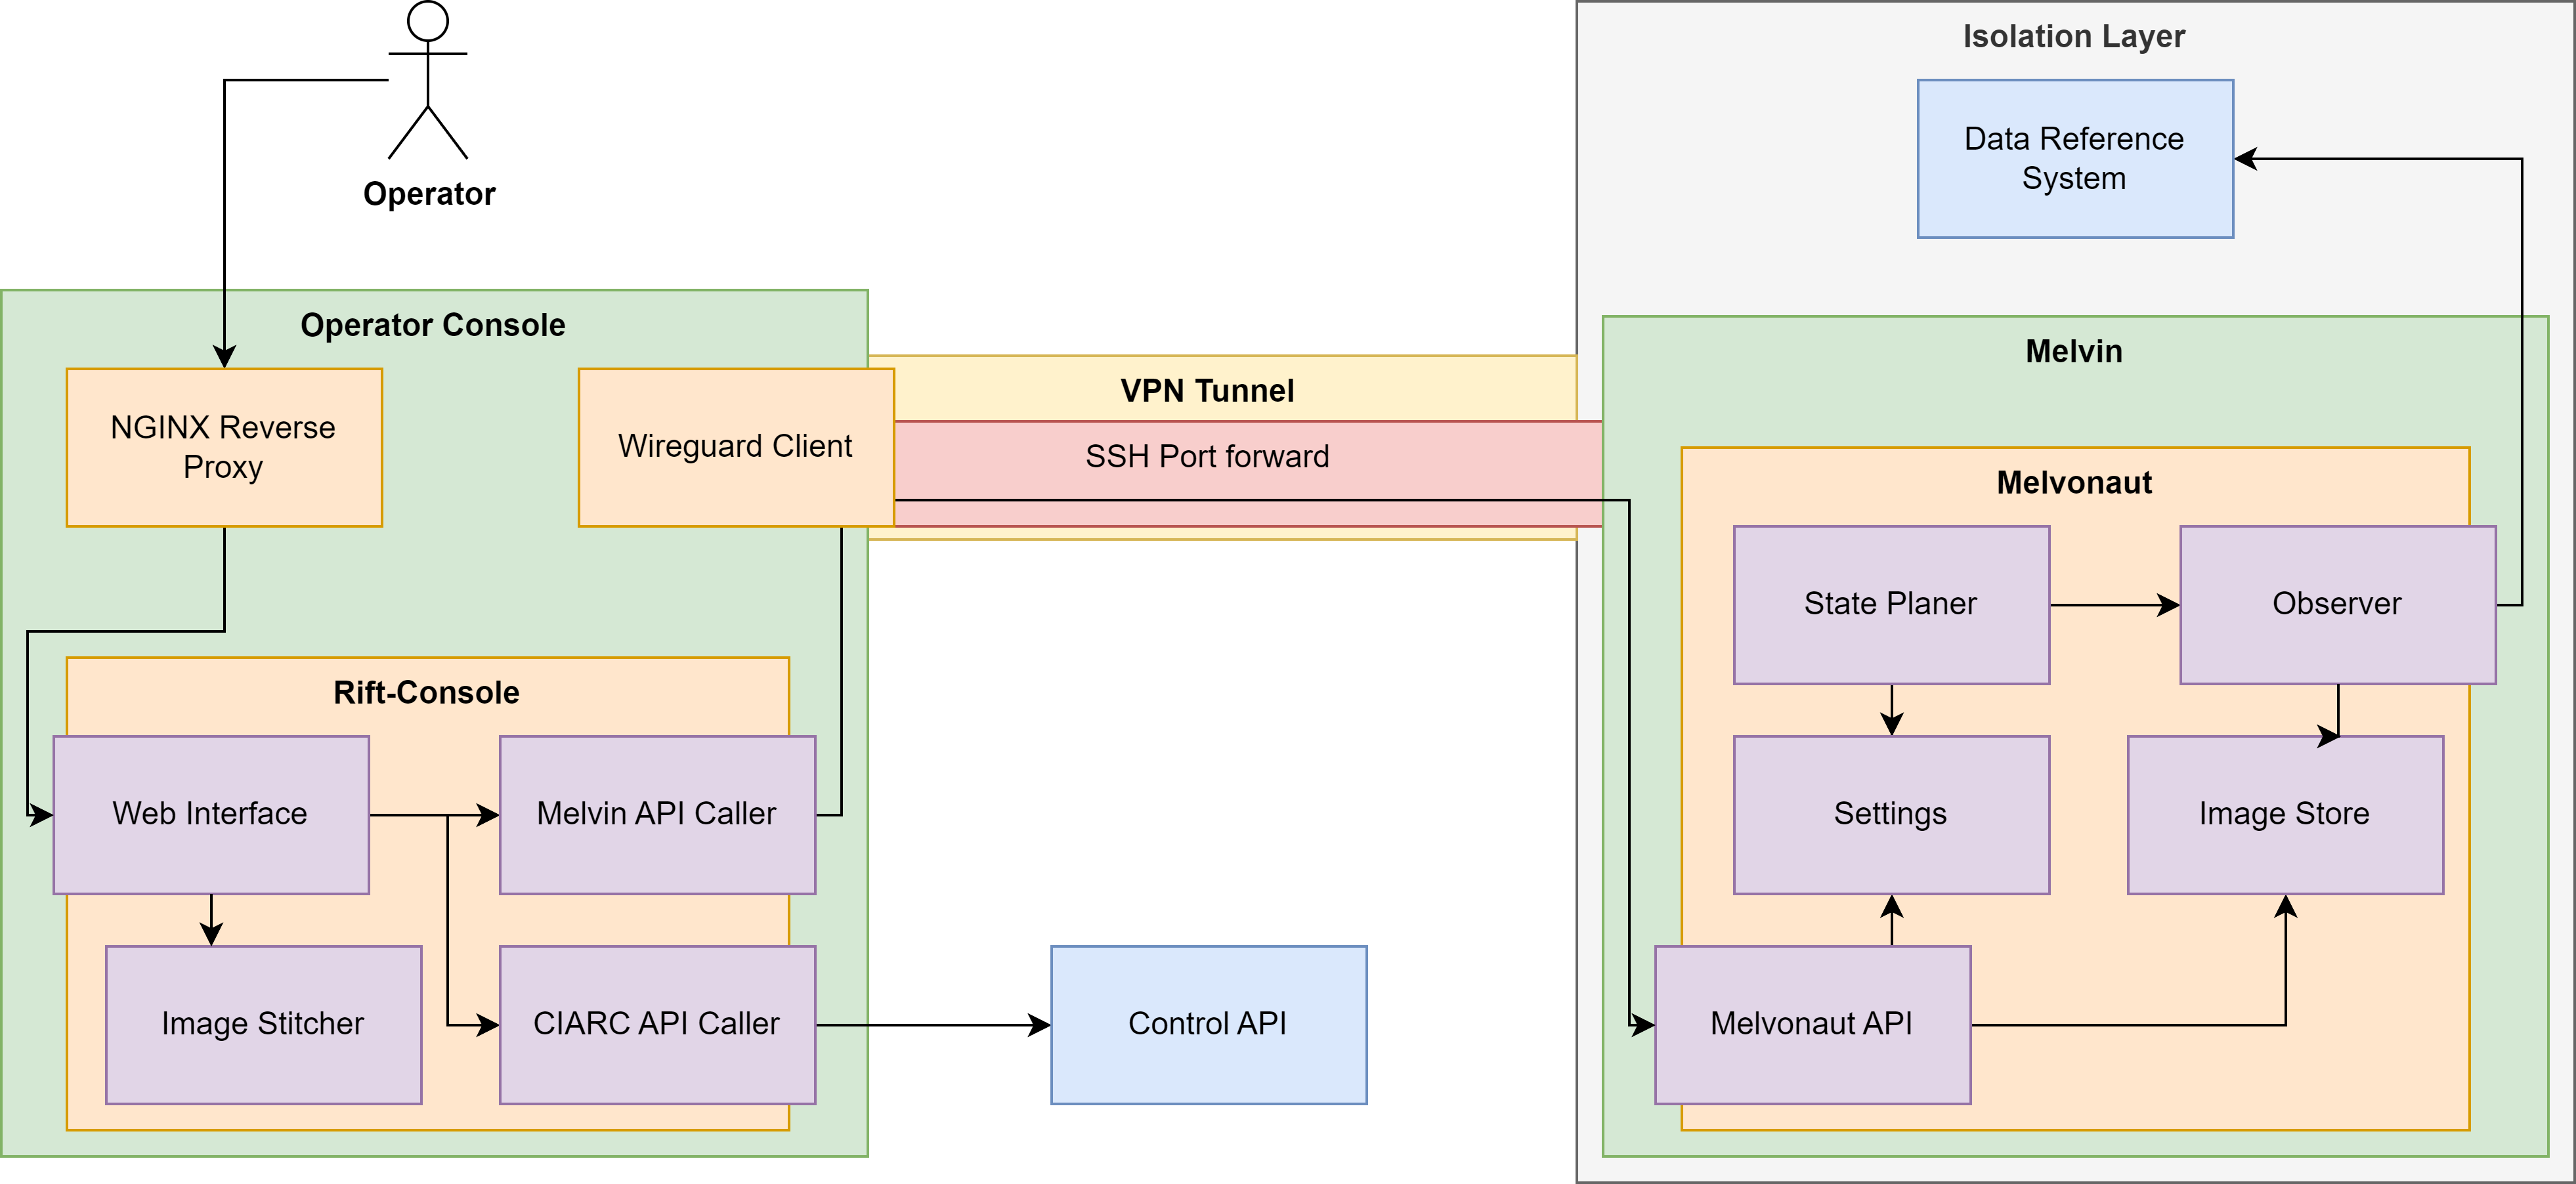 Operator
Operator Console
NGINX Reverse
Proxy
Wireguard Client
Rift-Console
Web Interface
Melvin API Caller
Image Stitcher
CIARC API Caller
VPN Tunnel
SSH Port forward
Control API
Isolation Layer
Data Reference
System
Melvin
Melvonaut
State Planer
Observer
Settings
Image Store
Melvonaut API